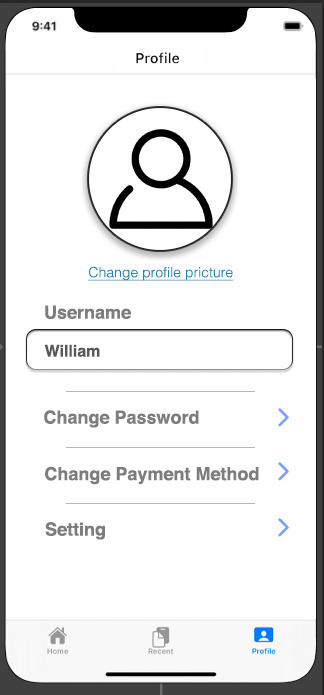 9:41
Profile
Change profile pricture
Username
William
Change Password
Change Payment Method
Setting
Home Recent Profile